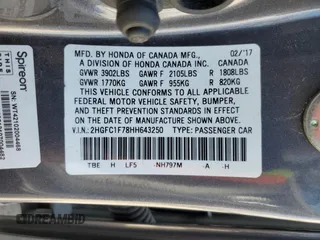 MFD. BY HONDA OF CANADA MFG., CANADA 02/'17
A DIVISION OF HONDA CANADA INC.
GVWR 3902LBS GAWR F 2105LBS R 1808LBS
GVWR 1770KG GAWR F 955KG R 820KG
THIS VEHICLE CONFORMS TO ALL APPLICABLE
FEDERAL MOTOR VEHICLE SAFETY, BUMPER, AND
THEFT PREVENTION STANDARDS IN EFFECT ON
THE DATE OF MANUFACTURE SHOWN ABOVE.
V.I.N.: 2HGFC1F78HH643250 TYPE: PASSENGER CAR
TBE H LF5 -NH797M -A -H
Spireon
DREAMBID